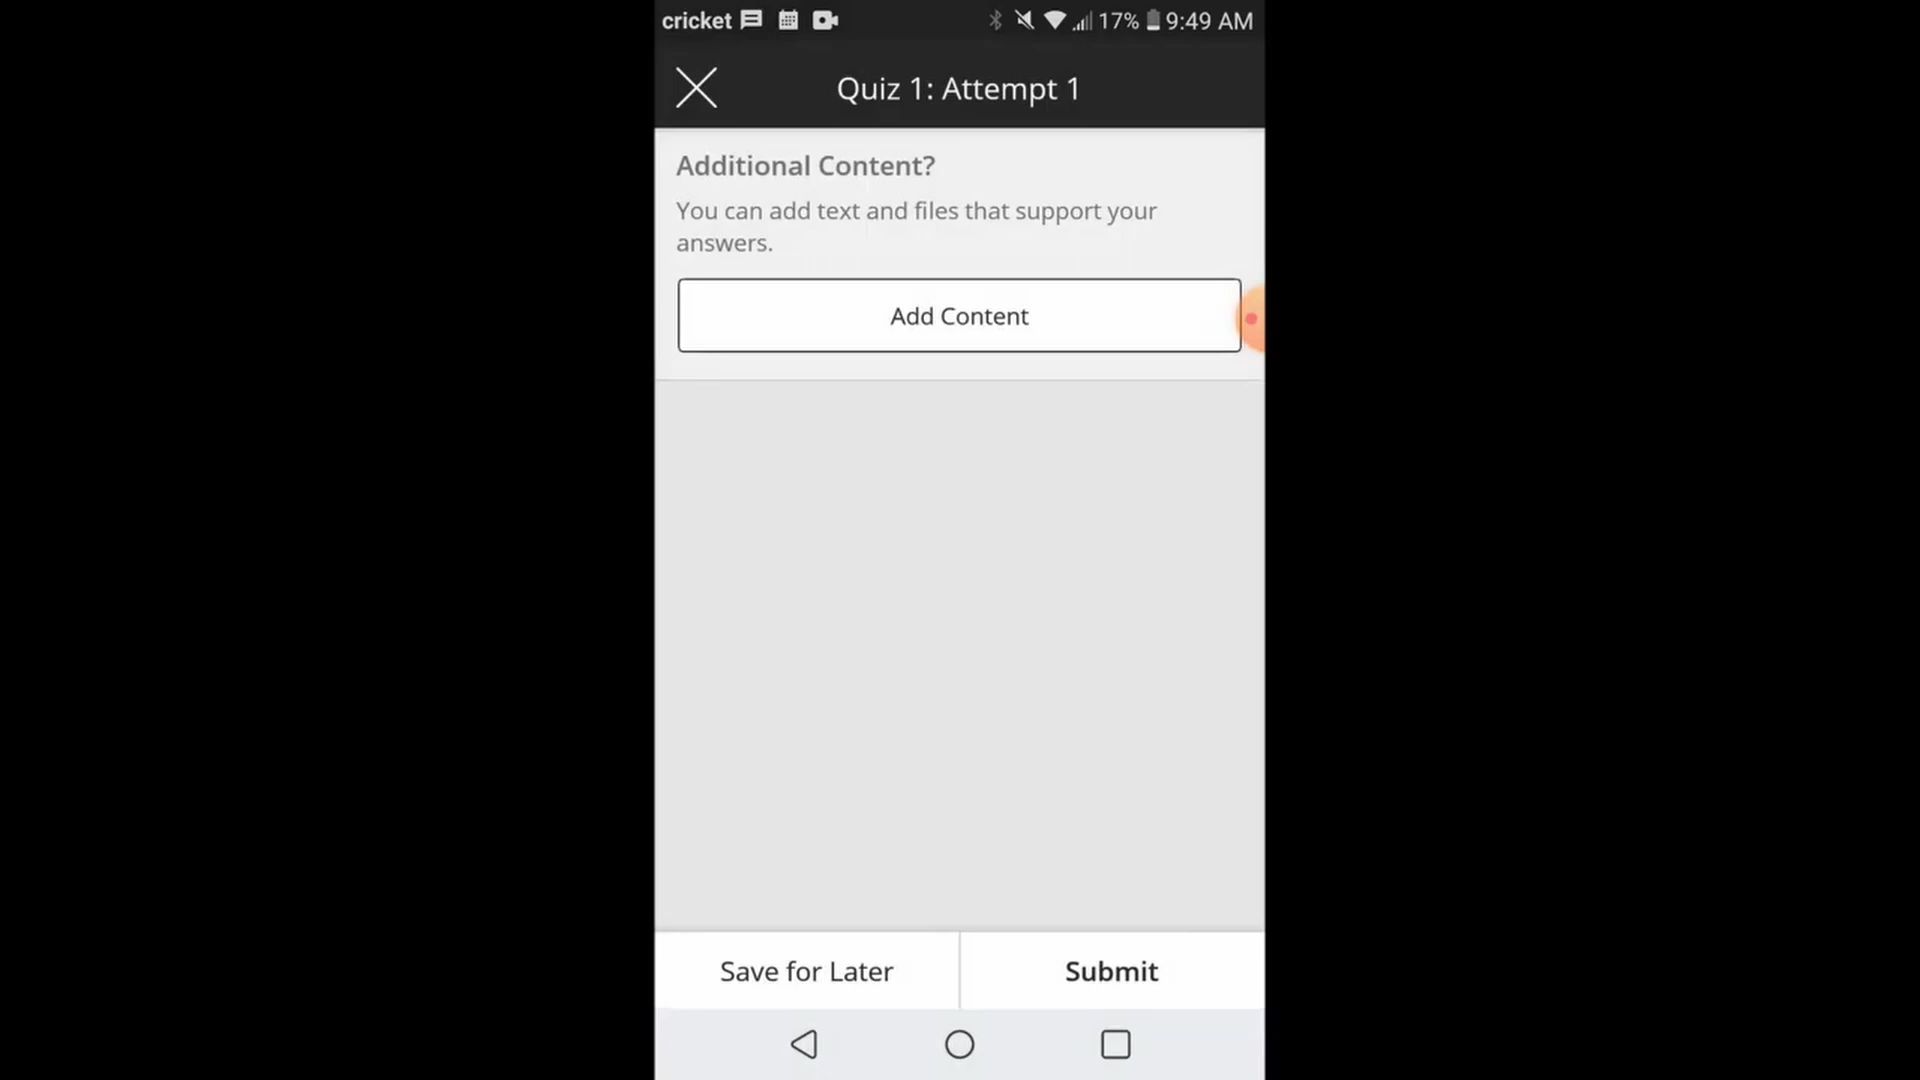 cricket 17% 9:49 AM
Quiz 1: Attempt 1
Additional Content?
You can add text and files that support your
answers.
Add Content
Save for Later Submit